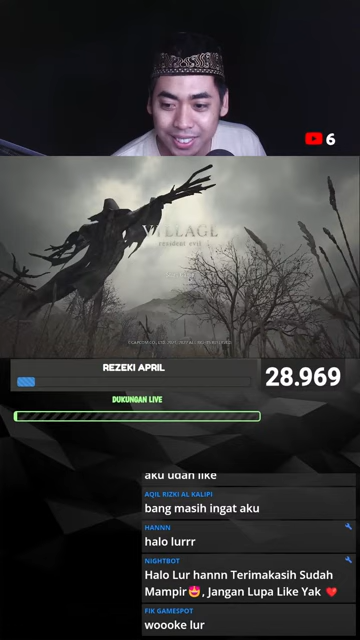 6
VILLAGE
resident evil
REZEKI APRIL
28.969
DUKUNGAN LIVE
aku udah like
AQIL RIZKI AL KALIPI
bang masih ingat aku
HANNN
halo lurrr
NIGHTBOT
Halo Lur hannn Terimakasih Sudah
Mampir🤩, Jangan Lupa Like Yak ❤️
FIK GAMESPOT
woooke lur